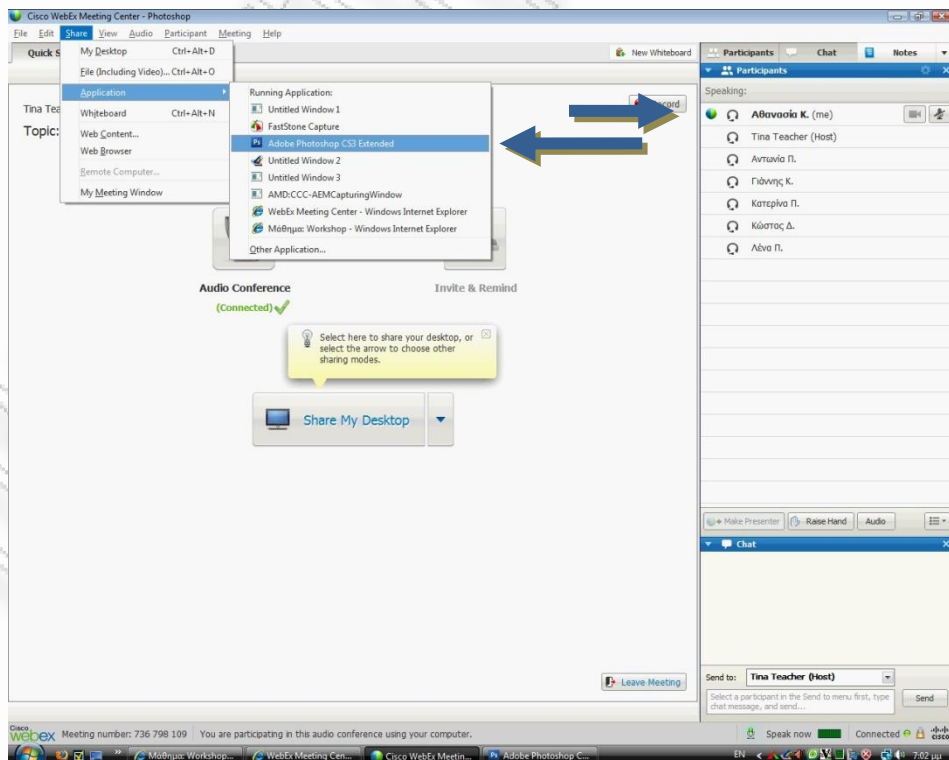 Cisco WebEx Meeting Center - Photoshop
File Edit Share View Audio Participant Meeting Help
Quick S
New Whiteboard
My Desktop Ctrl+Alt+D
File (Including Video)... Ctrl+Alt+O
Application
Whiteboard Ctrl+Alt+N
Web Content...
Web Browser
Remote Computer...
My Meeting Window
Running Application:
Untitled Window 1
FastStone Capture
Adobe Photoshop CS3 Extended
Untitled Window 2
Untitled Window 3
AMD:CCC-AEMCapturingWindow
WebEx Meeting Center - Windows Internet Explorer
Μάθημα: Workshop - Windows Internet Explorer
Other Application...
Tina Tea
Topic:
Audio Conference
(Connected)
Invite & Remind
Select here to share your desktop, or
select the arrow to choose other
sharing modes.
Share My Desktop
Leave Meeting
Participants Chat Notes
Participants
Speaking:
Αθανασία Κ. (me)
Tina Teacher (Host)
Αντωνία Π.
Γιάννης Κ.
Κατερίνα Π.
Κώστας Δ.
Λένα Π.
Make Presenter Raise Hand Audio
Chat
Send to: Tina Teacher (Host)
Select a participant in the Send to menu first, type
chat message, and send...
Send
Cisco
webex Meeting number: 736 798 109 You are participating in this audio conference using your computer.
Speak now Connected
cisco
Μάθημα: Workshop... WebEx Meeting Cen... Cisco WebEx Meetin... Adobe Photoshop C...
EN 7:02 μμ